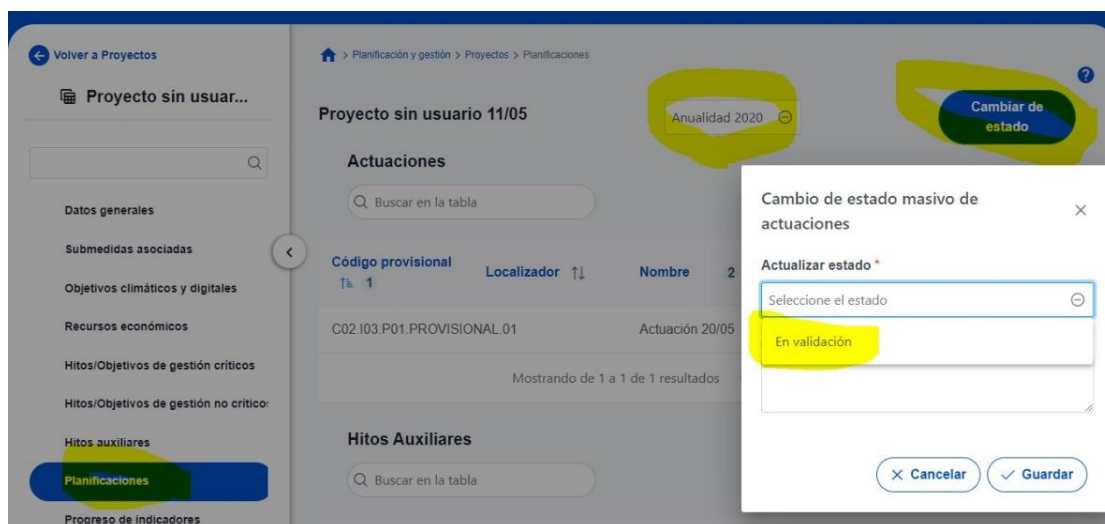 Volver a Proyectos
Proyecto sin usuar...
Datos generales
Submedidas asociadas
Objetivos climáticos y digitales
Recursos económicos
Hitos/Objetivos de gestión críticos
Hitos/Objetivos de gestión no crítico
Hitos auxiliares
Planificaciones
Progreso de indicadores
> Planificación y gestión > Proyectos > Planificaciones
Proyecto sin usuario 11/05
Anualidad 2020
Cambiar de
estado
Actuaciones
Buscar en la tabla
Código provisional
1
Localizador
Nombre 2
C02.I03.P01.PROVISIONAL.01 Actuación 20/05
Mostrando de 1 a 1 de 1 resultados
Hitos Auxiliares
Buscar en la tabla
Cambio de estado masivo de
actuaciones
Actualizar estado *
Seleccione el estado
En validación
Cancelar
Guardar